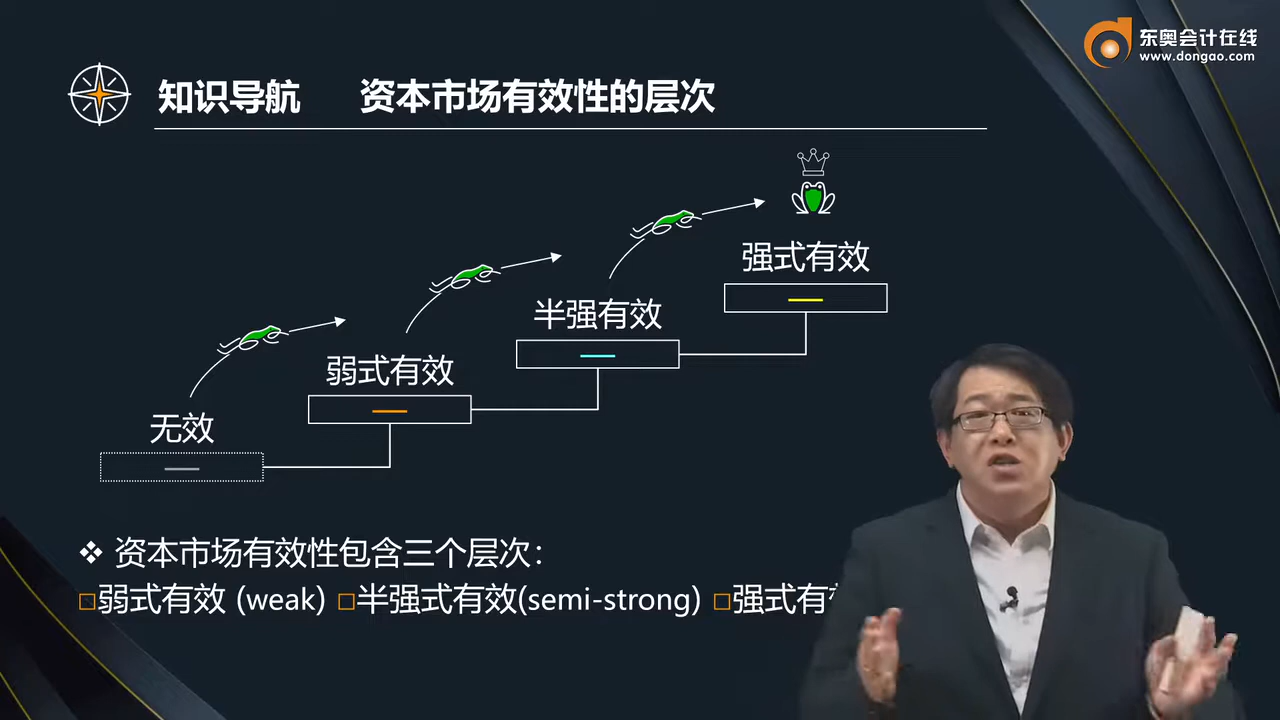 东奥会计在线
www.dongao.com
知识导航 资本市场有效性的层次
强式有效
半强有效
弱式有效
无效
❖ 资本市场有效性包含三个层次：
□弱式有效 (weak) □半强式有效(semi-strong) □强式有